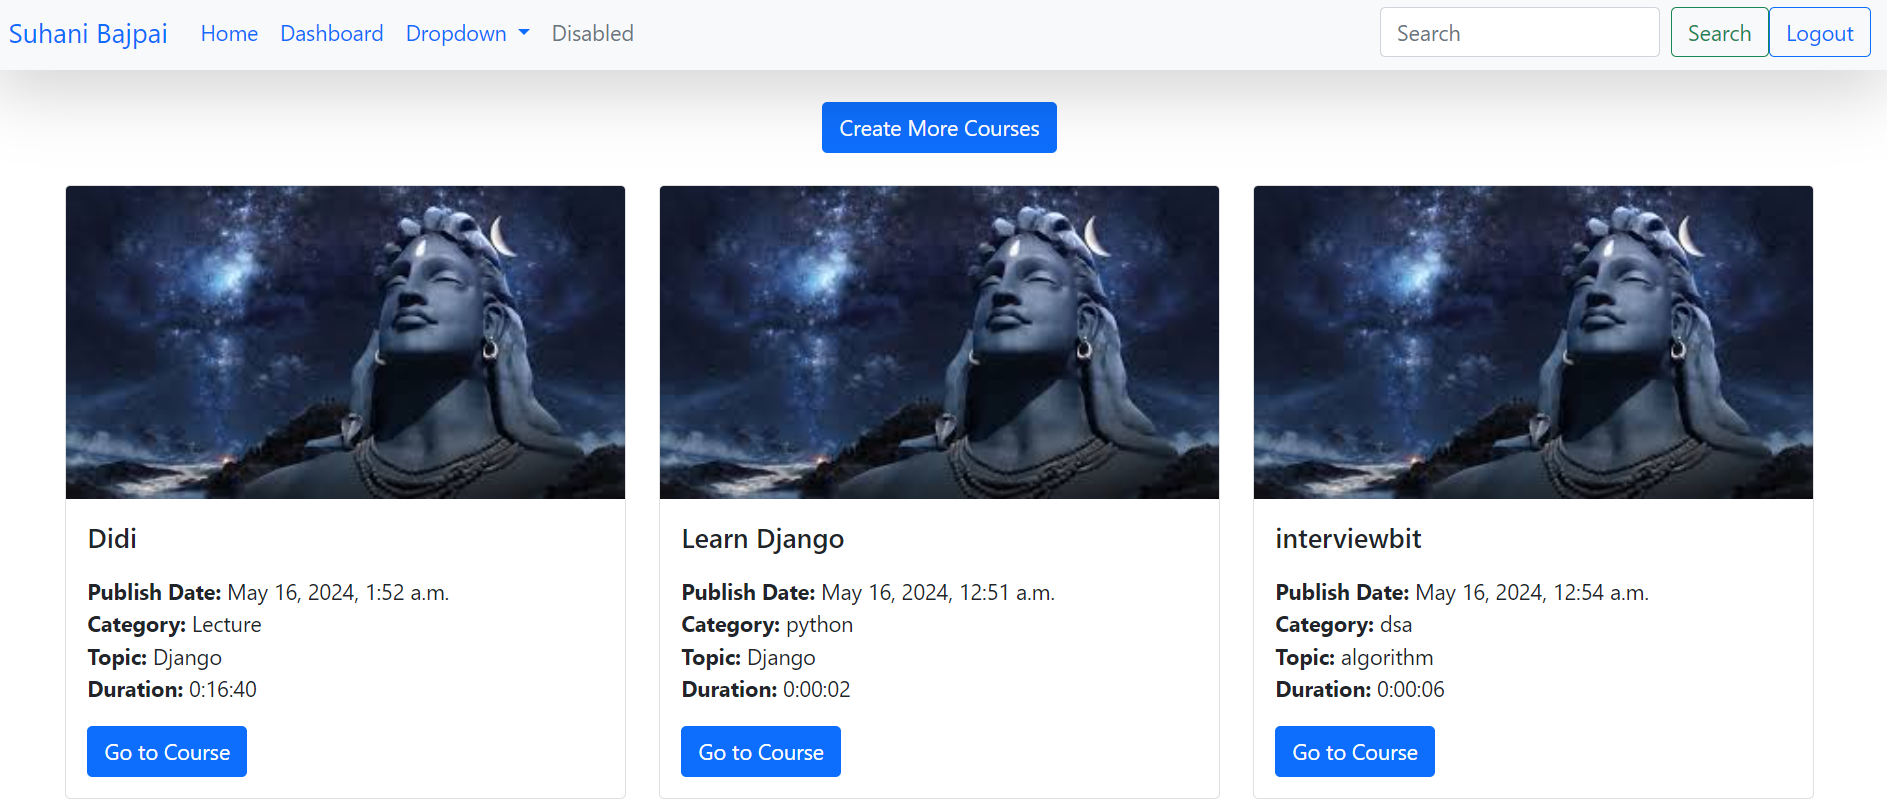 Suhani Bajpai Home Dashboard Dropdown Disabled Search Search Logout
Create More Courses
Didi
Publish Date: May 16, 2024, 1:52 a.m.
Category: Lecture
Topic: Django
Duration: 0:16:40
Go to Course
Learn Django
Publish Date: May 16, 2024, 12:51 a.m.
Category: python
Topic: Django
Duration: 0:00:02
Go to Course
interviewbit
Publish Date: May 16, 2024, 12:54 a.m.
Category: dsa
Topic: algorithm
Duration: 0:00:06
Go to Course